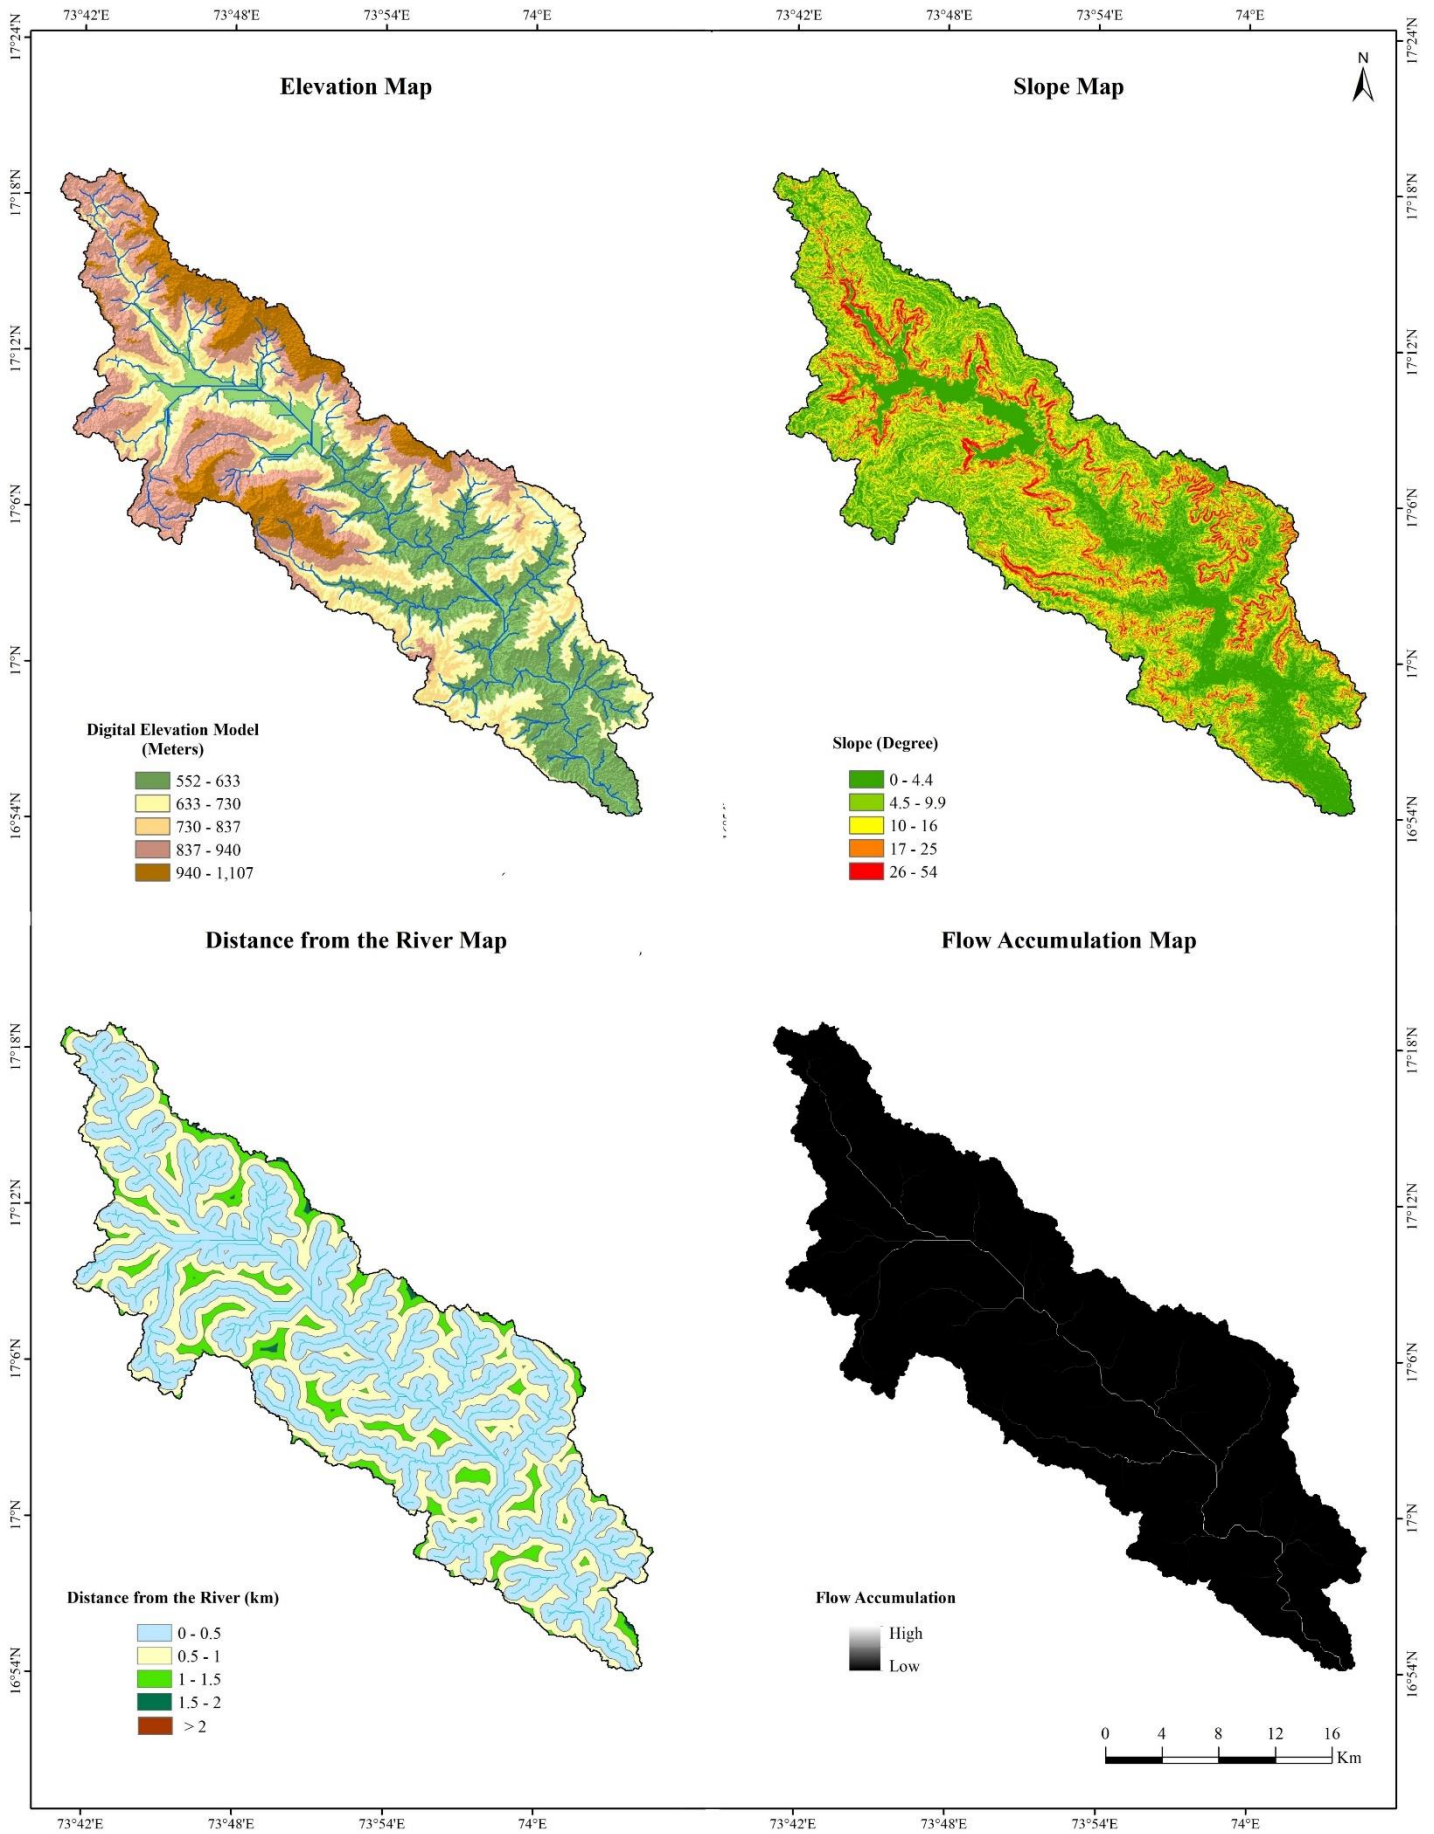 73°42'E 73°48'E 73°54'E 74°E 73°42'E 73°48'E 73°54'E 74°E
17°24'N
17°24'N
Elevation Map
Slope Map
N
17°18'N
17°18'N
17°12'N
17°12'N
17°6'N
17°6'N
17°N
17°N
16°54'N
16°54'N
Digital Elevation Model
(Meters)
552 - 633
633 - 730
730 - 837
837 - 940
940 - 1,107
Slope (Degree)
0 - 4.4
4.5 - 9.9
10 - 16
17 - 25
26 - 54
Distance from the River Map
Flow Accumulation Map
17°18'N
17°18'N
17°12'N
17°12'N
17°6'N
17°6'N
17°N
17°N
16°54'N
16°54'N
Distance from the River (km)
0 - 0.5
0.5 - 1
1 - 1.5
1.5 - 2
> 2
Flow Accumulation
High
Low
0 4 8 12 16
Km
73°42'E 73°48'E 73°54'E 74°E 73°42'E 73°48'E 73°54'E 74°E